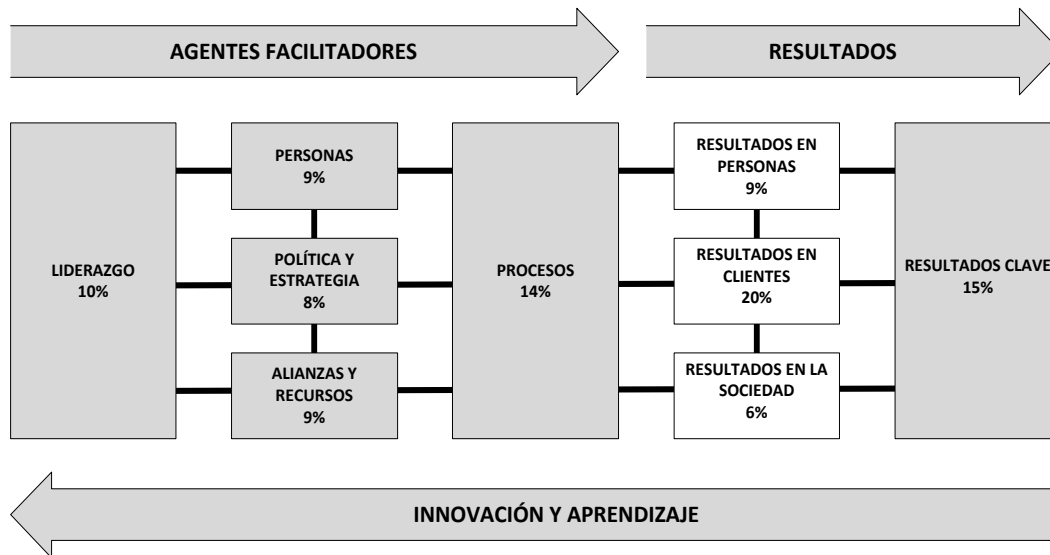 AGENTES FACILITADORES
RESULTADOS
LIDERAZGO
10%
PERSONAS
9%
POLÍTICA Y
ESTRATEGIA
8%
ALIANZAS Y
RECURSOS
9%
PROCESOS
14%
RESULTADOS EN
PERSONAS
9%
RESULTADOS EN
CLIENTES
20%
RESULTADOS EN LA
SOCIEDAD
6%
RESULTADOS CLAVE
15%
INNOVACIÓN Y APRENDIZAJE